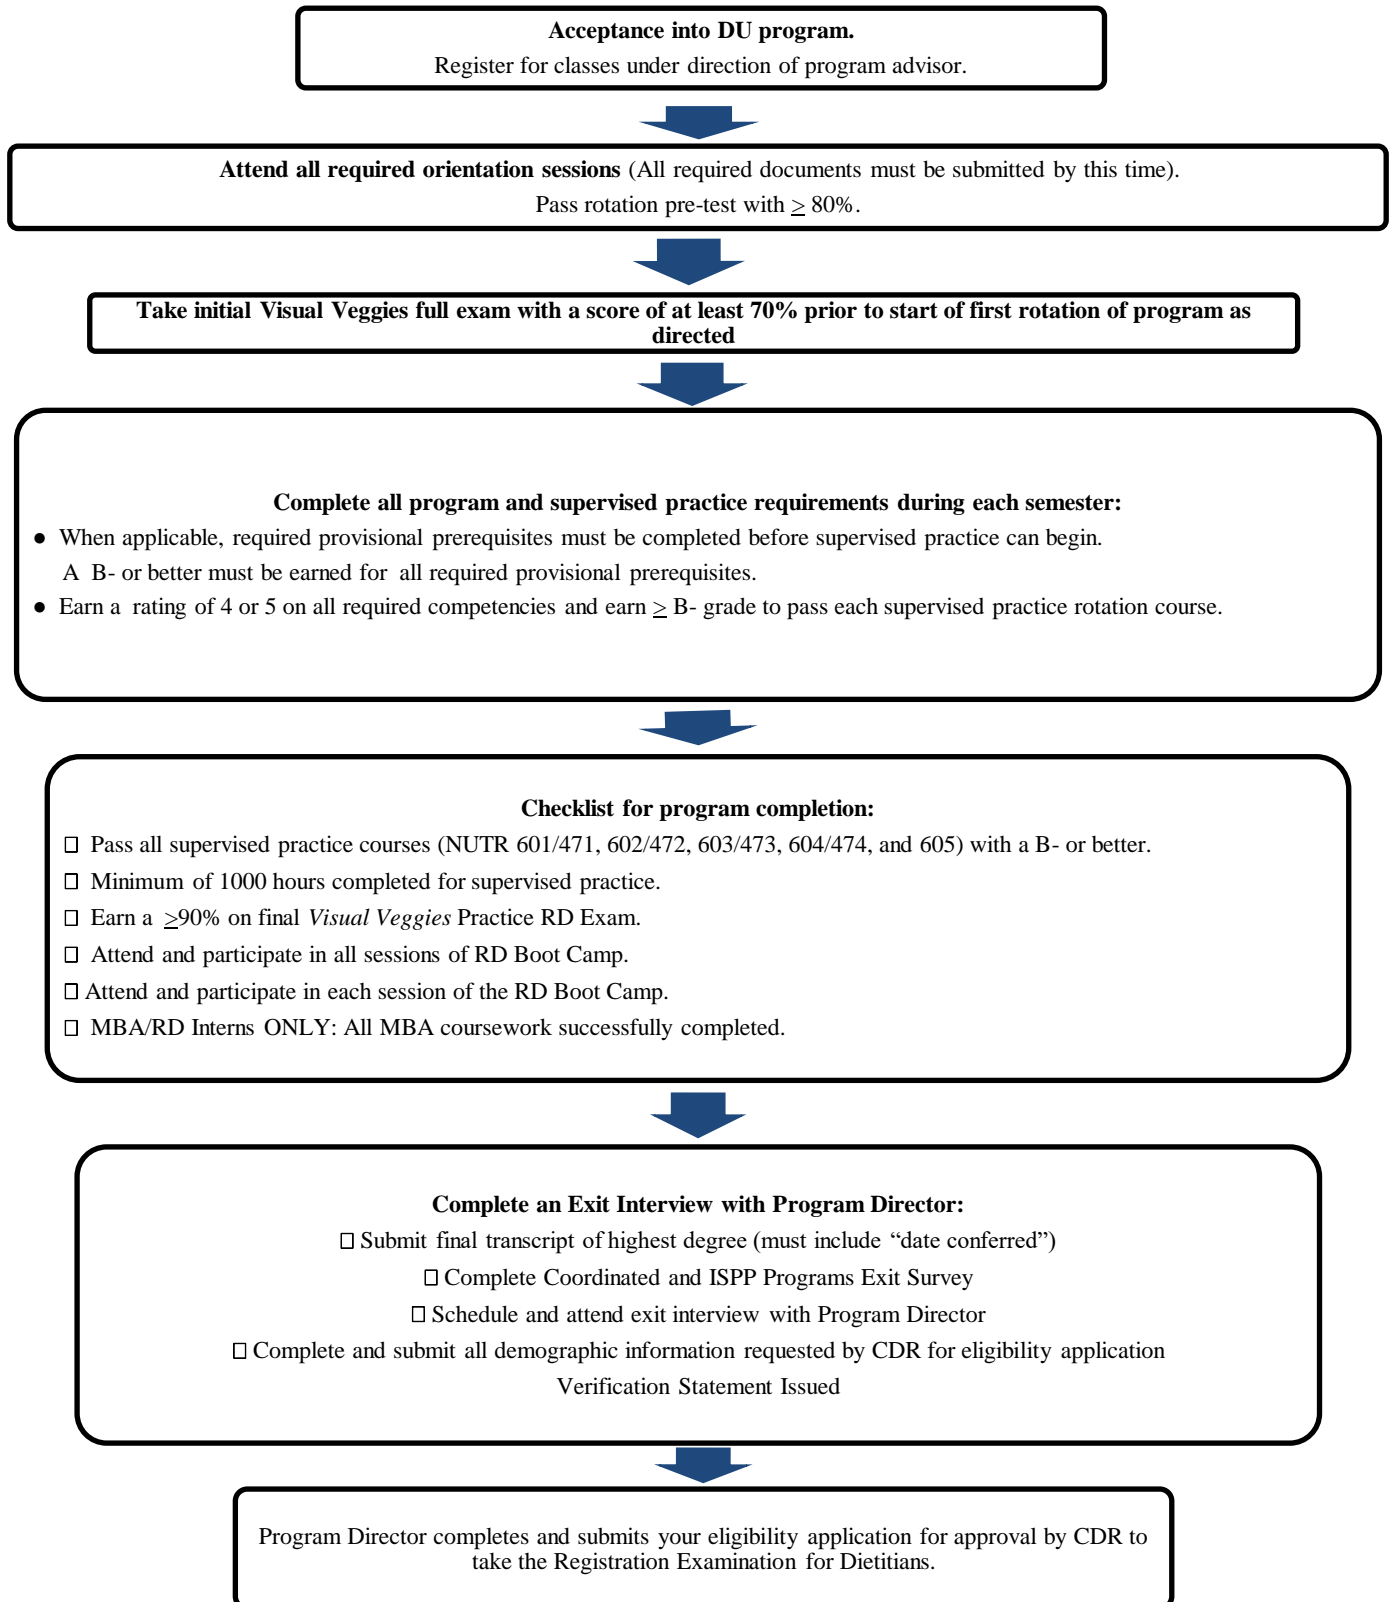 Acceptance into DU program.
Register for classes under direction of program advisor.
Attend all required orientation sessions (All required documents must be submitted by this time).
Pass rotation pre-test with ≥ 80%.
Take initial Visual Veggies full exam with a score of at least 70% prior to start of first rotation of program as
directed
Complete all program and supervised practice requirements during each semester:
● When applicable, required provisional prerequisites must be completed before supervised practice can begin.
A B- or better must be earned for all required provisional prerequisites.
● Earn a rating of 4 or 5 on all required competencies and earn ≥ B- grade to pass each supervised practice rotation course.
Checklist for program completion:
□ Pass all supervised practice courses (NUTR 601/471, 602/472, 603/473, 604/474, and 605) with a B- or better.
□ Minimum of 1000 hours completed for supervised practice.
□ Earn a ≥90% on final Visual Veggies Practice RD Exam.
□ Attend and participate in all sessions of RD Boot Camp.
□ Attend and participate in each session of the RD Boot Camp.
□ MBA/RD Interns ONLY: All MBA coursework successfully completed.
Complete an Exit Interview with Program Director:
□ Submit final transcript of highest degree (must include “date conferred”)
□ Complete Coordinated and ISPP Programs Exit Survey
□ Schedule and attend exit interview with Program Director
□ Complete and submit all demographic information requested by CDR for eligibility application
Verification Statement Issued
Program Director completes and submits your eligibility application for approval by CDR to
take the Registration Examination for Dietitians.